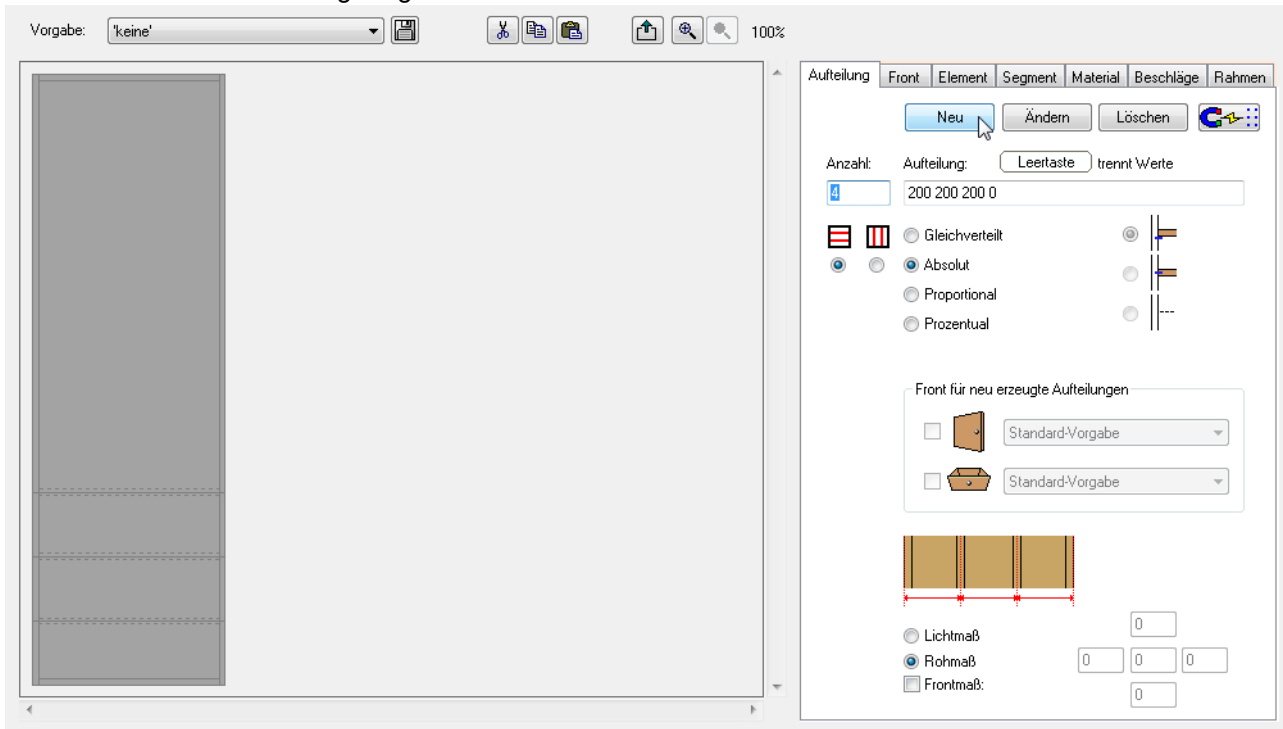 Vorgabe: 'keine' 100%
Aufteilung Front Element Segment Material Beschläge Rahmen
Neu Ändern Löschen
Anzahl: Aufteilung: Leertaste trennt Werte
4 200 200 200 0
Gleichverteilt
Absolut
Proportional
Prozentual
Front für neu erzeugte Aufteilungen
Standard-Vorgabe
Standard-Vorgabe
Lichtmaß 0
Rohmaß 0 0 0
Frontmaß: 0